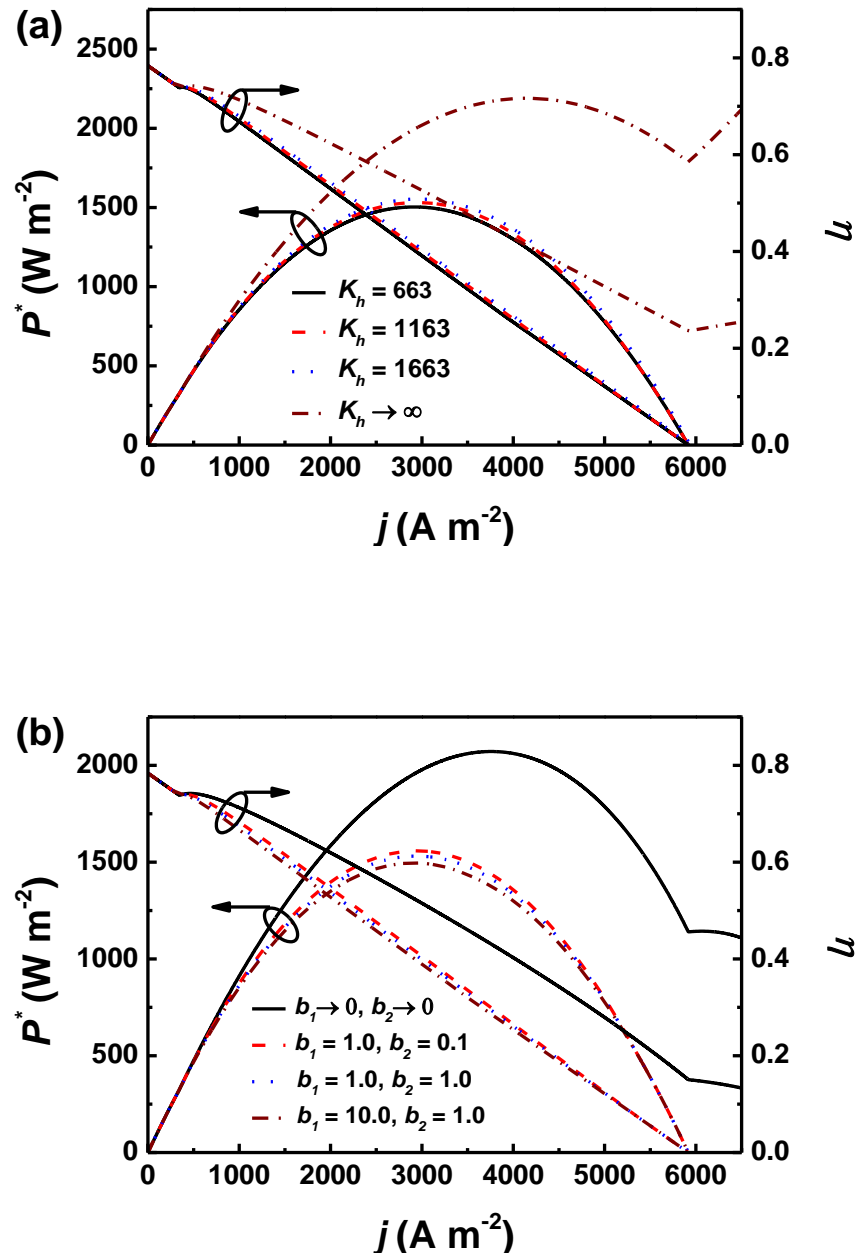 (a)
2500
2000
1500
1000
500
0
P* (W m-2)
0.8
0.6
0.4
0.2
0.0
η
Kh = 663
Kh = 1163
Kh = 1663
Kh → ∞
0 1000 2000 3000 4000 5000 6000
j (A m-2)
(b)
2000
1500
1000
500
0
P* (W m-2)
0.8
0.6
0.4
0.2
0.0
η
b1→0, b2→0
b1 = 1.0, b2 = 0.1
b1 = 1.0, b2 = 1.0
b1 = 10.0, b2 = 1.0
0 1000 2000 3000 4000 5000 6000
j (A m-2)